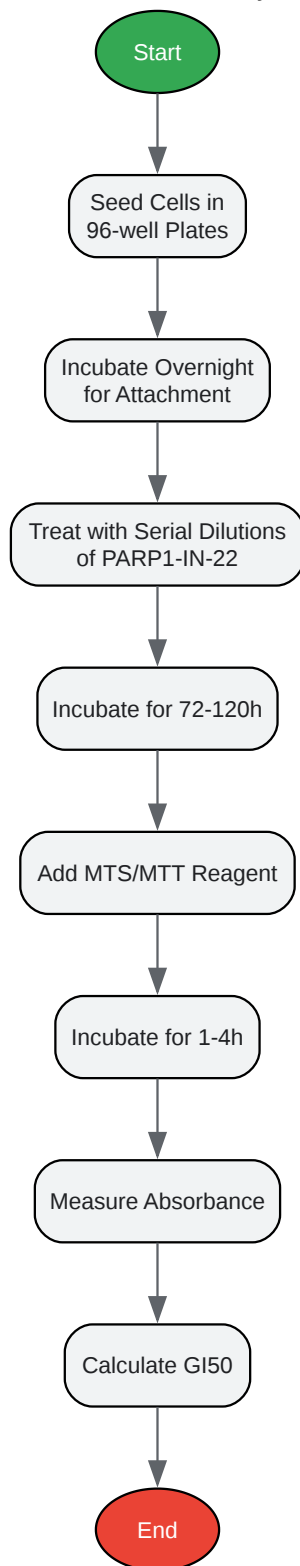 Start
Seed Cells in
96-well Plates
Incubate Overnight
for Attachment
Treat with Serial Dilutions
of PARP1-IN-22
Incubate for 72-120h
Add MTS/MTT Reagent
Incubate for 1-4h
Measure Absorbance
Calculate GI50
End